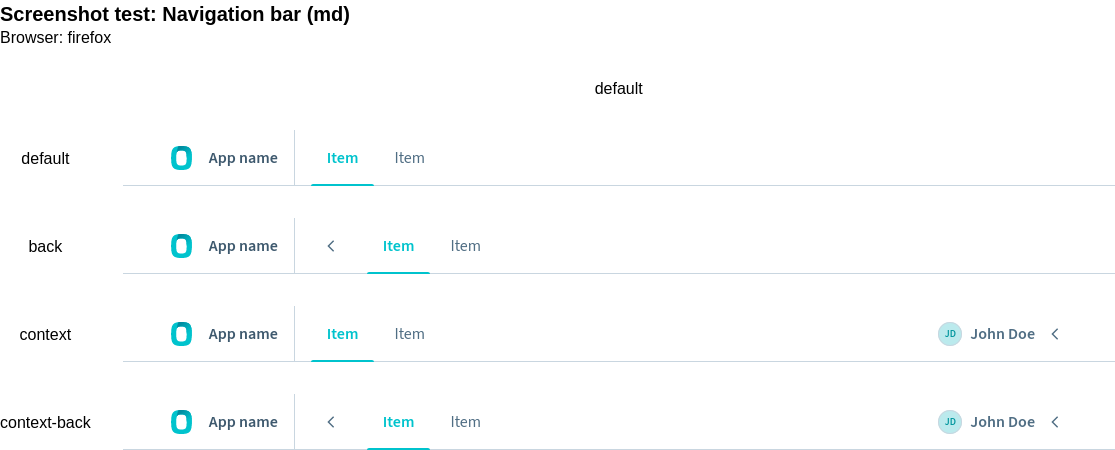 Screenshot test: Navigation bar (md)
Browser: firefox
default
default App name Item Item
back App name Item Item
context App name Item Item JD John Doe
context-back App name Item Item JD John Doe